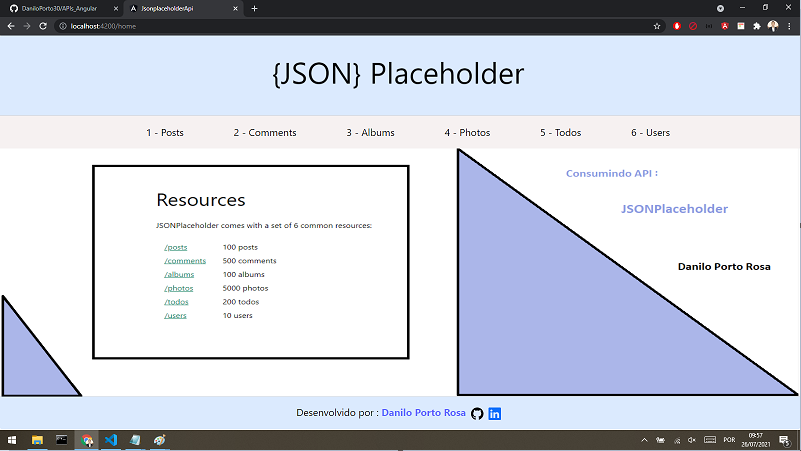 DaniloPorto30/APIs_Angular
JsonplaceholderApi
localhost:4200/home
{JSON} Placeholder
1 - Posts
2 - Comments
3 - Albums
4 - Photos
5 - Todos
6 - Users
Resources
JSONPlaceholder comes with a set of 6 common resources:
/posts 100 posts
/comments 500 comments
/albums 100 albums
/photos 5000 photos
/todos 200 todos
/users 10 users
Consumindo API :
JSONPlaceholder
Danilo Porto Rosa
Desenvolvido por : Danilo Porto Rosa
POR
09:57
26/07/2021